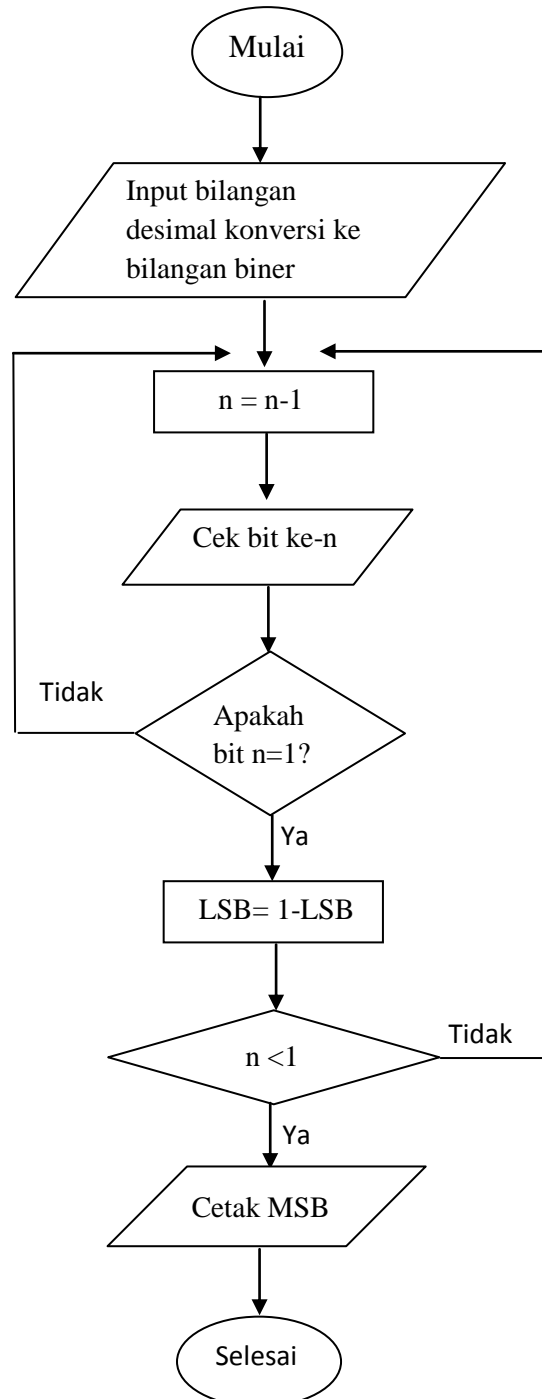 Mulai
Input bilangan
desimal konversi ke
bilangan biner
n = n-1
Cek bit ke-n
Tidak
Apakah
bit n=1?
Ya
LSB= 1-LSB
n <1
Tidak
Ya
Cetak MSB
Selesai